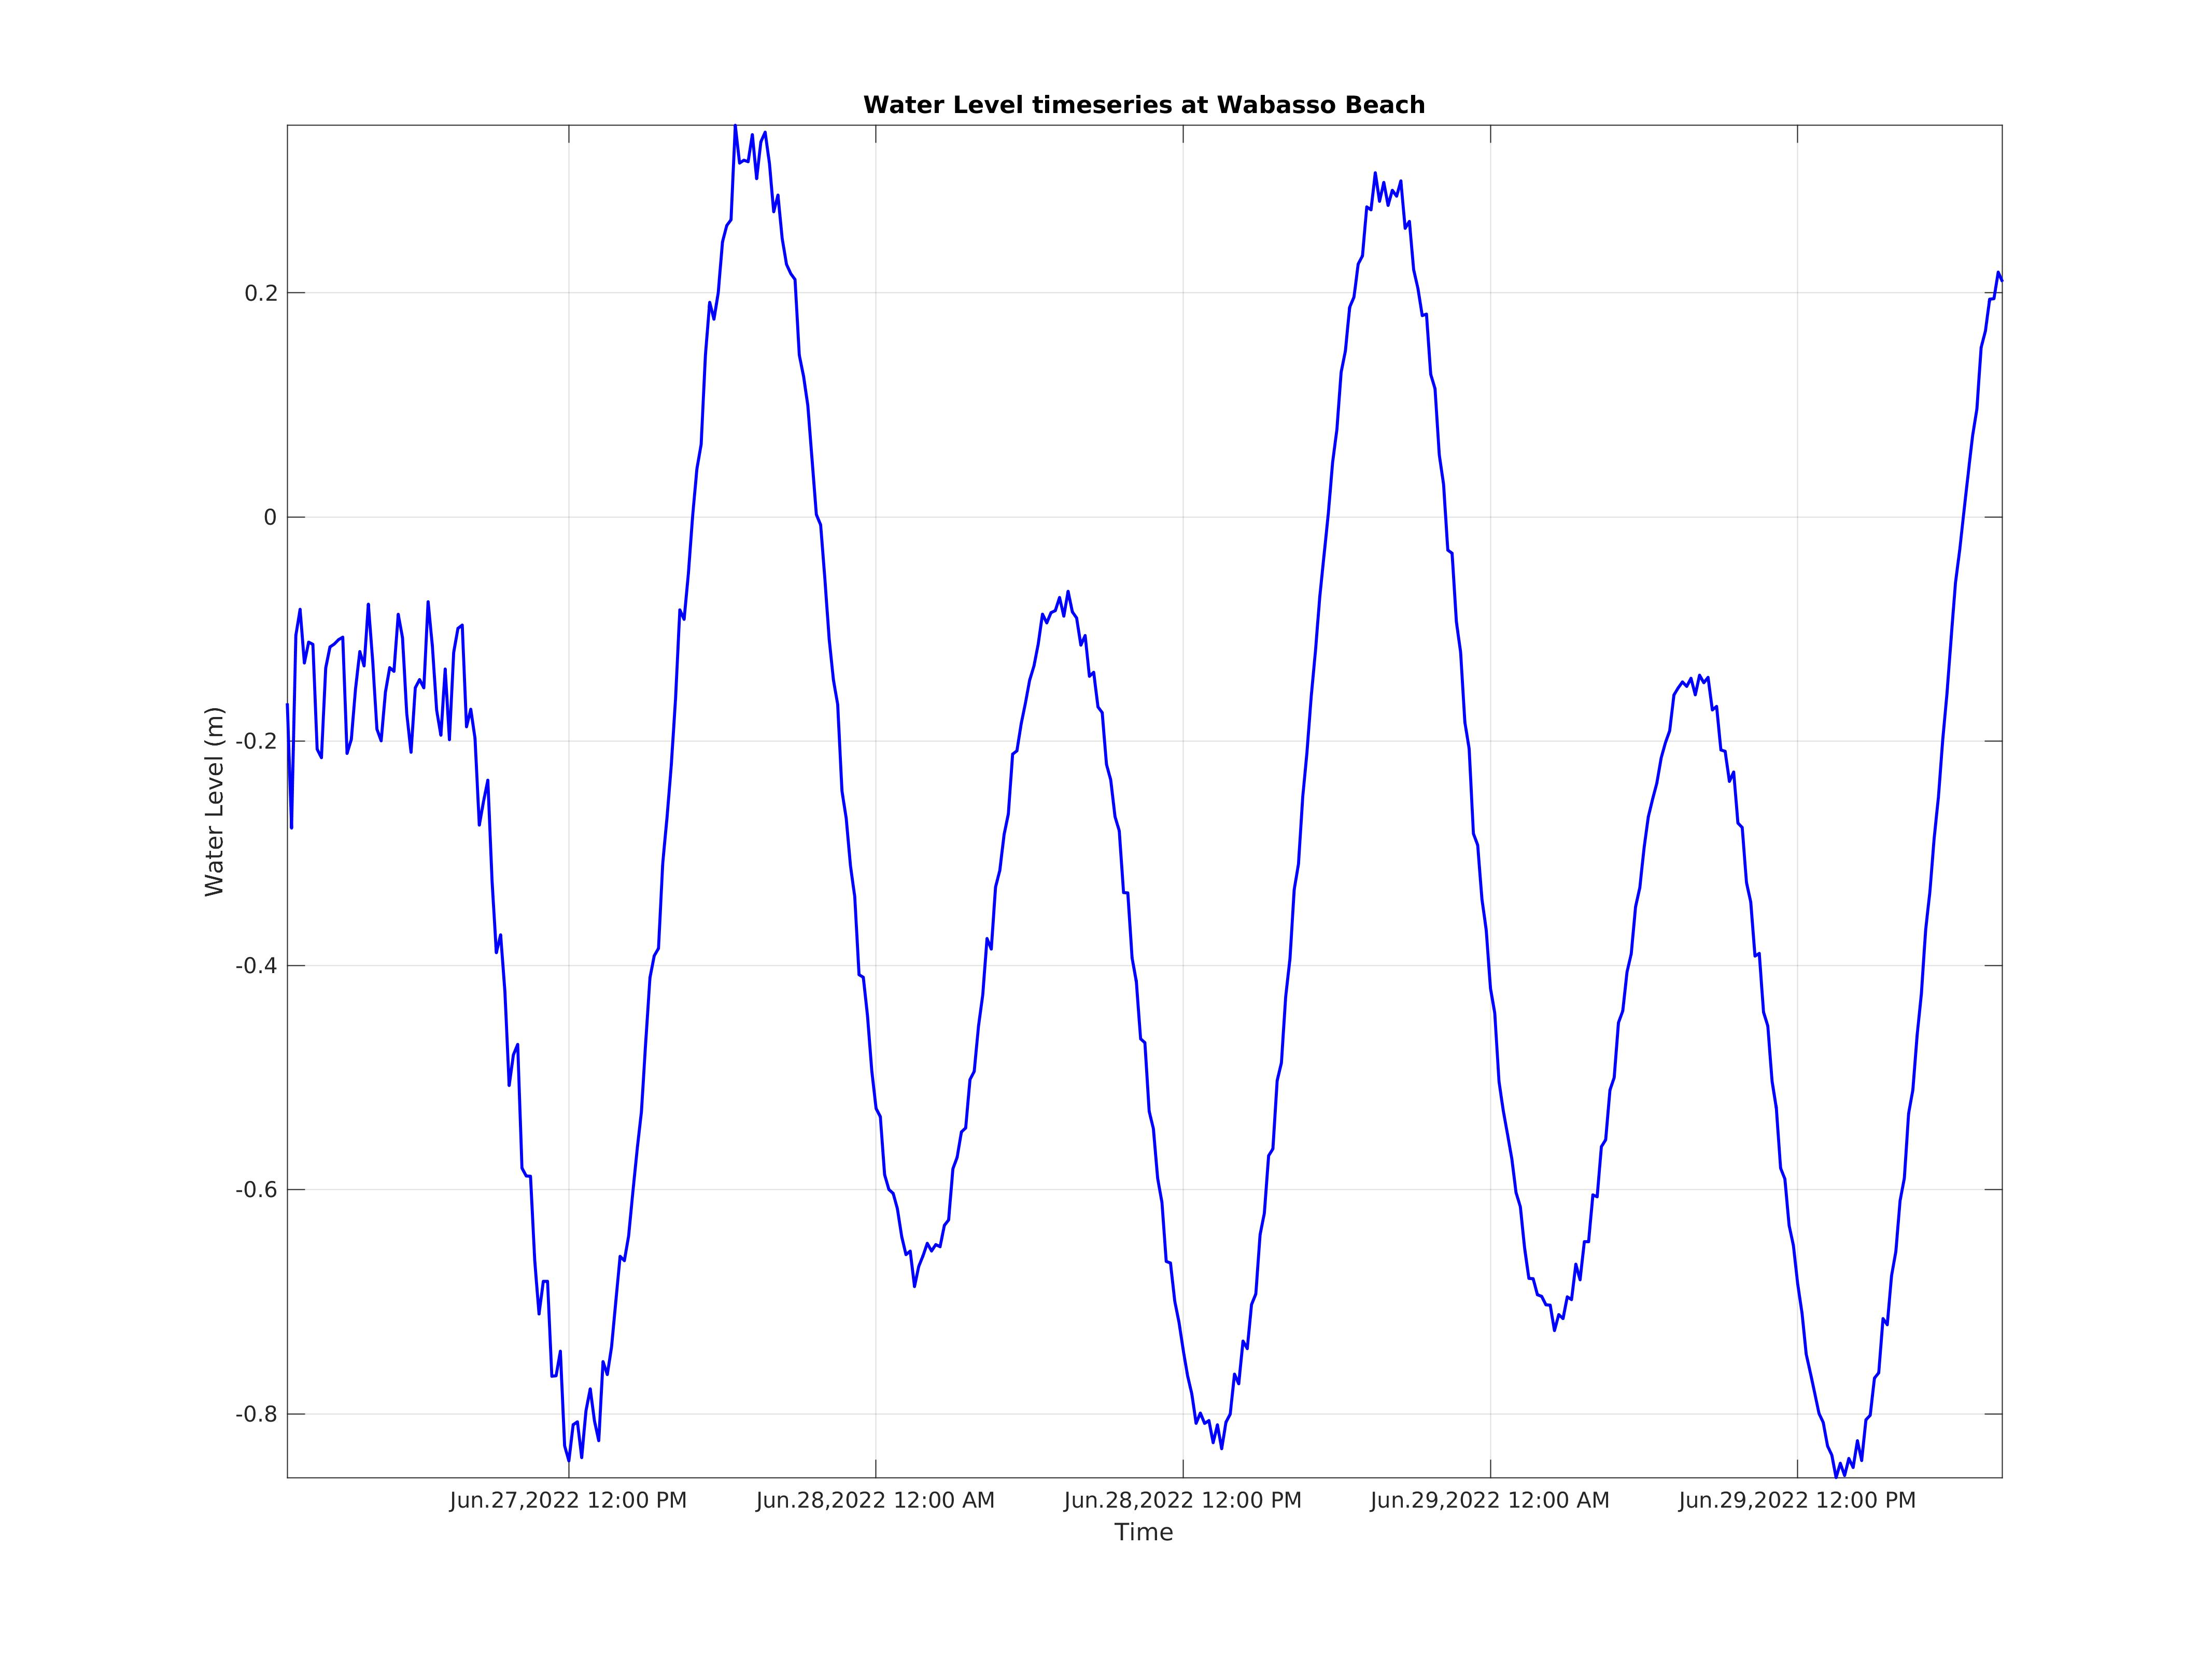 Water Level timeseries at Wabasso Beach
0.2
0
-0.2
-0.4
-0.6
-0.8
Water Level (m)
Jun.27,2022 12:00 PM
Jun.28,2022 12:00 AM
Jun.28,2022 12:00 PM
Jun.29,2022 12:00 AM
Jun.29,2022 12:00 PM
Time